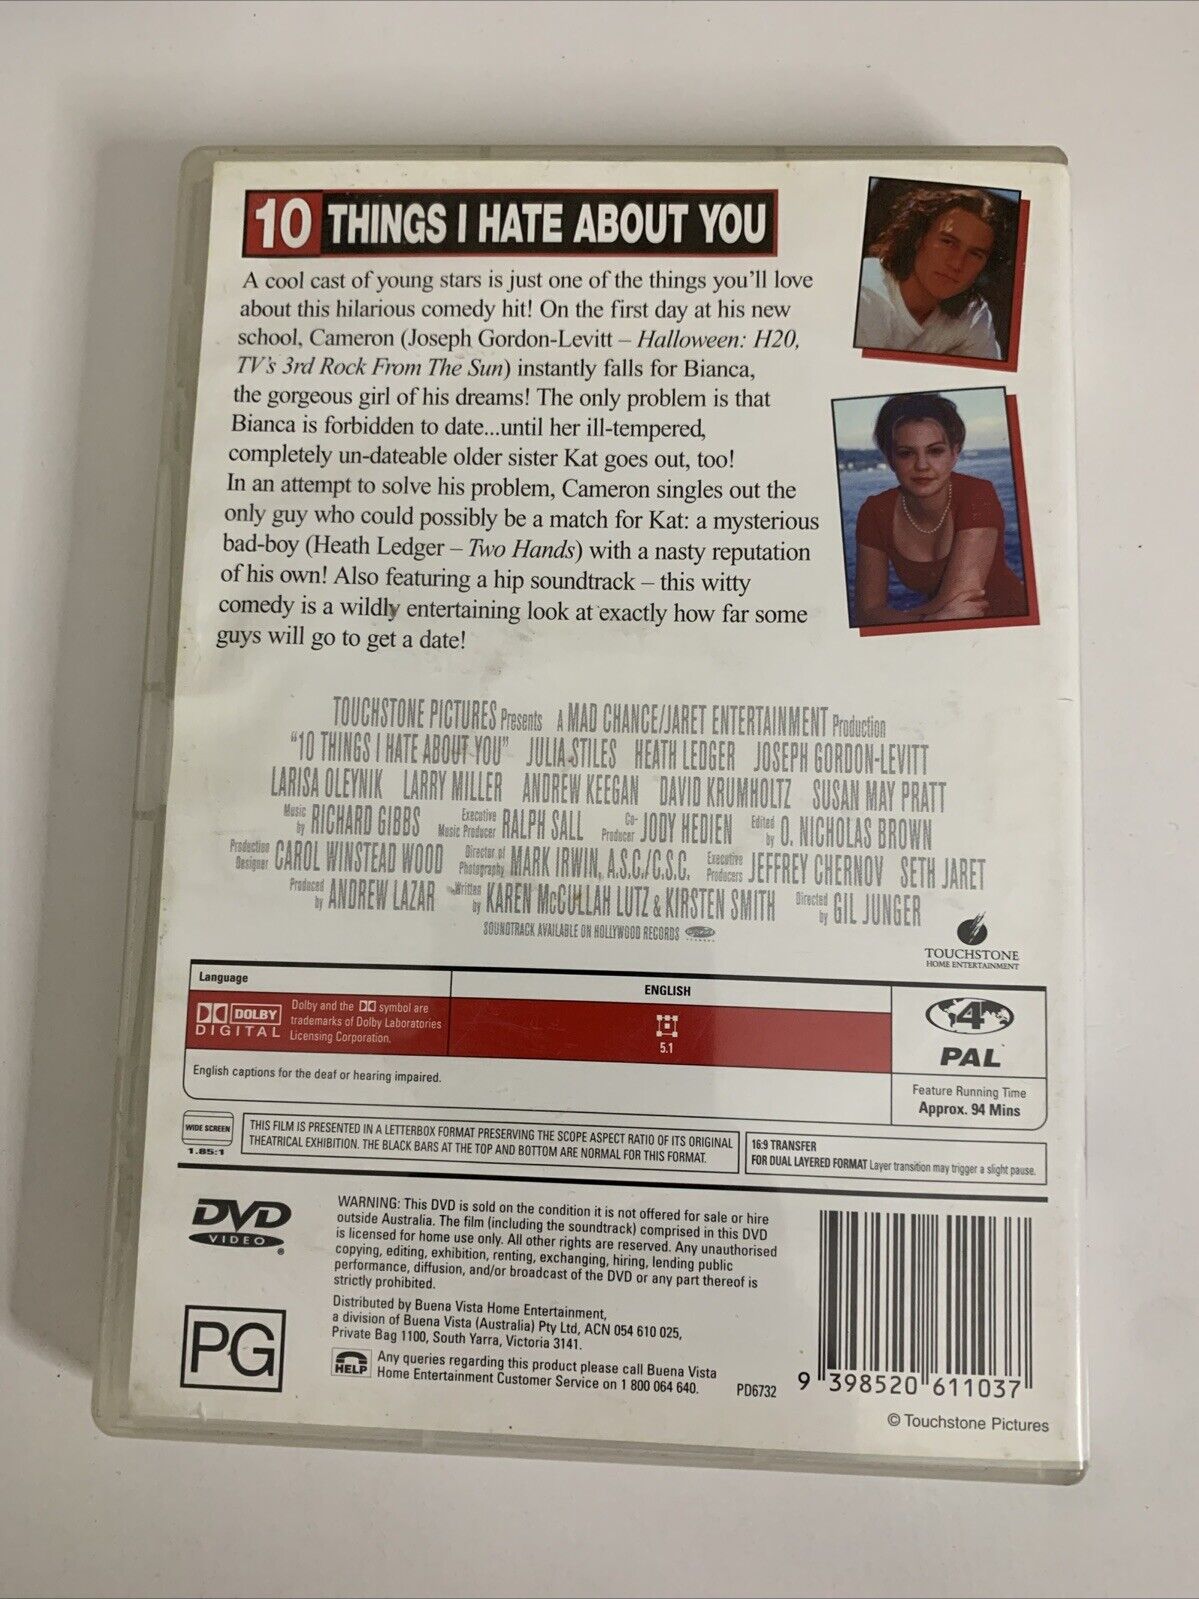 10 THINGS I HATE ABOUT YOU
A cool cast of young stars is just one of the things you'll love
about this hilarious comedy hit! On the first day at his new
school, Cameron (Joseph Gordon-Levitt – Halloween: H20,
TV's 3rd Rock From The Sun) instantly falls for Bianca,
the gorgeous girl of his dreams! The only problem is that
Bianca is forbidden to date...until her ill-tempered,
completely un-dateable older sister Kat goes out, too!
In an attempt to solve his problem, Cameron singles out the
only guy who could possibly be a match for Kat: a mysterious
bad-boy (Heath Ledger – Two Hands) with a nasty reputation
of his own! Also featuring a hip soundtrack – this witty
comedy is a wildly entertaining look at exactly how far some
guys will go to get a date!
TOUCHSTONE PICTURES Presents A MAD CHANCE/JARET ENTERTAINMENT Production
"10 THINGS I HATE ABOUT YOU" JULIA STILES HEATH LEDGER JOSEPH GORDON-LEVITT
LARISA OLEYNIK LARRY MILLER ANDREW KEEGAN DAVID KRUMHOLTZ SUSAN MAY PRATT
Music by RICHARD GIBBS Executive Music Producer RALPH SALL Co-Producer JODY HEDIEN Edited by O. NICHOLAS BROWN
Production Designer CAROL WINSTEAD WOOD Director of Photography MARK IRWIN, A.S.C./C.S.C. Executive Producers JEFFREY CHERNOV SETH JARET
Produced by ANDREW LAZAR Written by KAREN McCULLAH LUTZ & KIRSTEN SMITH Directed by GIL JUNGER
SOUNDTRACK AVAILABLE ON HOLLYWOOD RECORDS
TOUCHSTONE
HOME ENTERTAINMENT
Language
ENGLISH
DOLBY
DIGITAL
Dolby and the DD symbol are
trademarks of Dolby Laboratories
Licensing Corporation.
5.1
English captions for the deaf or hearing impaired.
4
PAL
Feature Running Time
Approx. 94 Mins
WIDE SCREEN
1.85:1
THIS FILM IS PRESENTED IN A LETTERBOX FORMAT PRESERVING THE SCOPE ASPECT RATIO OF ITS ORIGINAL
THEATRICAL EXHIBITION. THE BLACK BARS AT THE TOP AND BOTTOM ARE NORMAL FOR THIS FORMAT.
16:9 TRANSFER
FOR DUAL LAYERED FORMAT Layer transition may trigger a slight pause.
DVD
VIDEO
®
WARNING: This DVD is sold on the condition it is not offered for sale or hire
outside Australia. The film (including the soundtrack) comprised in this DVD
is licensed for home use only. All other rights are reserved. Any unauthorised
copying, editing, exhibition, renting, exchanging, hiring, lending public
performance, diffusion, and/or broadcast of the DVD or any part thereof is
strictly prohibited.
Distributed by Buena Vista Home Entertainment,
a division of Buena Vista (Australia) Pty Ltd, ACN 054 610 025,
Private Bag 1100, South Yarra, Victoria 3141.
PG
HELP
Any queries regarding this product please call Buena Vista
Home Entertainment Customer Service on 1 800 064 640.
PD6732
9 398520 611037
© Touchstone Pictures